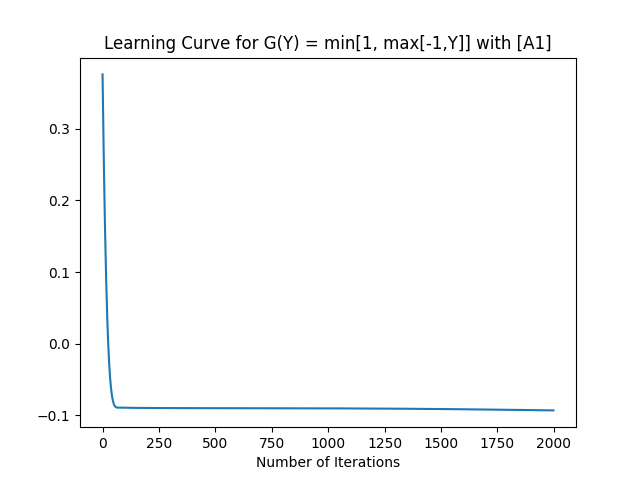 Learning Curve for G(Y) = min[1, max[-1,Y]] with [A1]
0.3
0.2
0.1
0.0
−0.1
0 250 500 750 1000 1250 1500 1750 2000
Number of Iterations